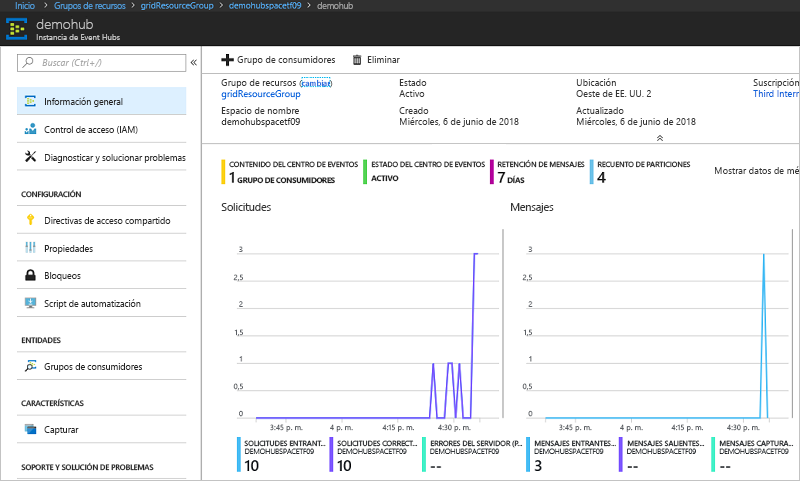 Inicio > Grupos de recursos > gridResourceGroup > demohubspacetf09 > demohub
demohub
Instancia de Event Hubs
Buscar (Ctrl+/)
Información general
Control de acceso (IAM)
Diagnosticar y solucionar problemas
CONFIGURACIÓN
Directivas de acceso compartido
Propiedades
Bloqueos
Script de automatización
ENTIDADES
Grupos de consumidores
CARACTERÍSTICAS
Capturar
SOPORTE Y SOLUCIÓN DE PROBLEMAS
Grupo de consumidores Eliminar
Grupo de recursos (cambiar)
gridResourceGroup
Espacio de nombre
demohubspacetf09
Estado
Activo
Creado
Miércoles, 6 de junio de 2018
Ubicación
Oeste de EE. UU. 2
Actualizado
Miércoles, 6 de junio de 2018
Suscripción
Third Intern
CONTENIDO DEL CENTRO DE EVENTOS
1 GRUPO DE CONSUMIDORES
ESTADO DEL CENTRO DE EVENTOS
ACTIVO
RETENCIÓN DE MENSAJES
7 DÍAS
RECUENTO DE PARTICIONES
4
Mostrar datos de mé
Solicitudes
3
2,5
2
1,5
1
0,5
0
3:45 p. m. 4 p. m. 4:15 p. m. 4:30 p. m.
SOLICITUDES ENTRANT...
DEMOHUBSPACETF09
10
SOLICITUDES CORRECT...
DEMOHUBSPACETF09
10
ERRORES DEL SERVIDOR (P...
DEMOHUBSPACETF09
--
Mensajes
3
2,5
2
1,5
1
0,5
0
3:45 p. m. 4 p. m. 4:15 p. m. 4:30 p. m.
MENSAJES ENTRANTES...
DEMOHUBSPACETF09
3
MENSAJES SALIENTES...
DEMOHUBSPACETF09
--
MENSAJES CAPTURA...
DEMOHUBSPACETF09
--